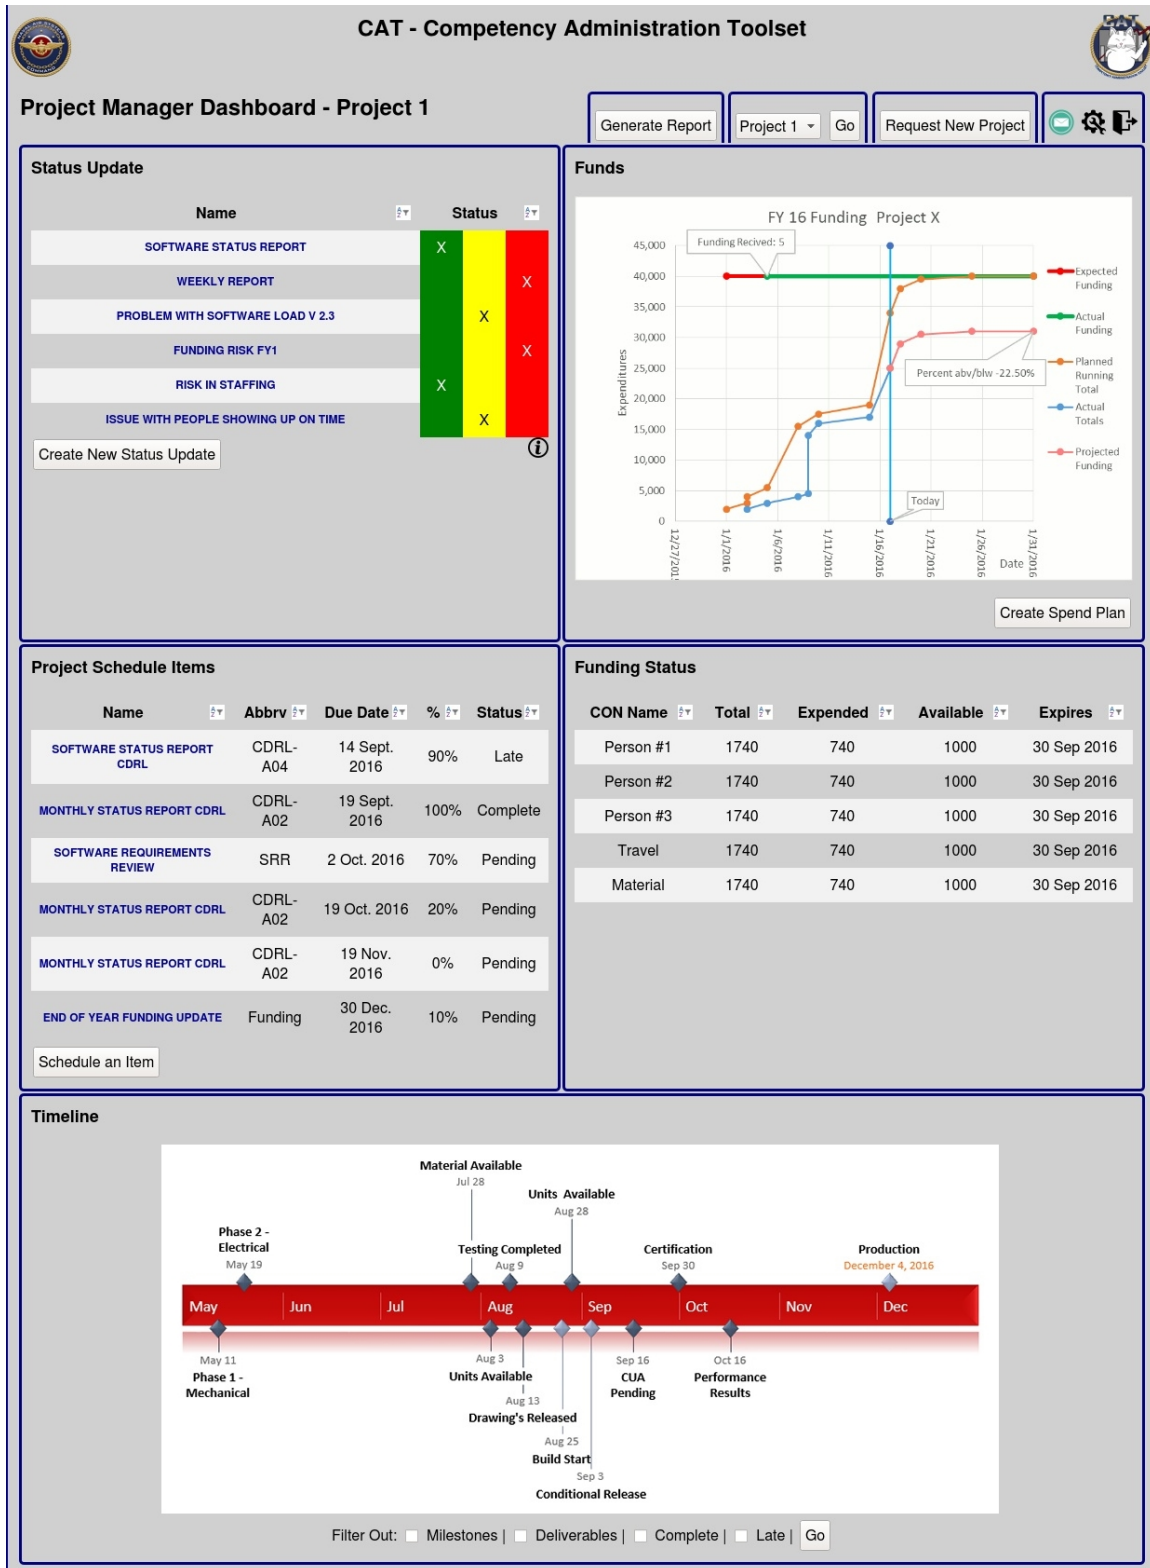 CAT - Competency Administration Toolset
Project Manager Dashboard - Project 1
Generate Report
Project 1
Go
Request New Project
Status Update
Name Status
SOFTWARE STATUS REPORT X
WEEKLY REPORT X
PROBLEM WITH SOFTWARE LOAD V 2.3 X
FUNDING RISK FY1 X
RISK IN STAFFING X
ISSUE WITH PEOPLE SHOWING UP ON TIME X
Create New Status Update
Funds
FY 16 Funding Project X
Funding Recived: 5
45,000
40,000
35,000
30,000
25,000
20,000
15,000
10,000
5,000
0
Expenditures
Expected
Funding
Actual
Funding
Planned
Running
Total
Actual
Totals
Projected
Funding
Percent abv/blw -22.50%
Today
12/27/201
1/1/2016
1/6/2016
1/11/2016
1/16/2016
1/21/2016
1/26/2016
1/31/2016
Date
Create Spend Plan
Project Schedule Items
Name Abbrv Due Date % Status
SOFTWARE STATUS REPORT
CDRL
CDRL-
A04
14 Sept.
2016
90%
Late
MONTHLY STATUS REPORT CDRL
CDRL-
A02
19 Sept.
2016
100%
Complete
SOFTWARE REQUIREMENTS
REVIEW
SRR
2 Oct. 2016
70%
Pending
MONTHLY STATUS REPORT CDRL
CDRL-
A02
19 Oct. 2016
20%
Pending
MONTHLY STATUS REPORT CDRL
CDRL-
A02
19 Nov.
2016
0%
Pending
END OF YEAR FUNDING UPDATE
Funding
30 Dec.
2016
10%
Pending
Schedule an Item
Funding Status
CON Name Total Expended Available Expires
Person #1 1740 740 1000 30 Sep 2016
Person #2 1740 740 1000 30 Sep 2016
Person #3 1740 740 1000 30 Sep 2016
Travel 1740 740 1000 30 Sep 2016
Material 1740 740 1000 30 Sep 2016
Timeline
Material Available
Jul 28
Units Available
Aug 28
Phase 2 -
Electrical
May 19
Testing Completed
Aug 9
Certification
Sep 30
Production
December 4, 2016
May Jun Jul Aug Sep Oct Nov Dec
May 11
Phase 1 -
Mechanical
Aug 3
Units Available
Aug 13
Drawing's Released
Aug 25
Build Start
Sep 3
Conditional Release
Sep 16
CUA
Pending
Oct 16
Performance
Results
Filter Out: Milestones | Deliverables | Complete | Late | Go